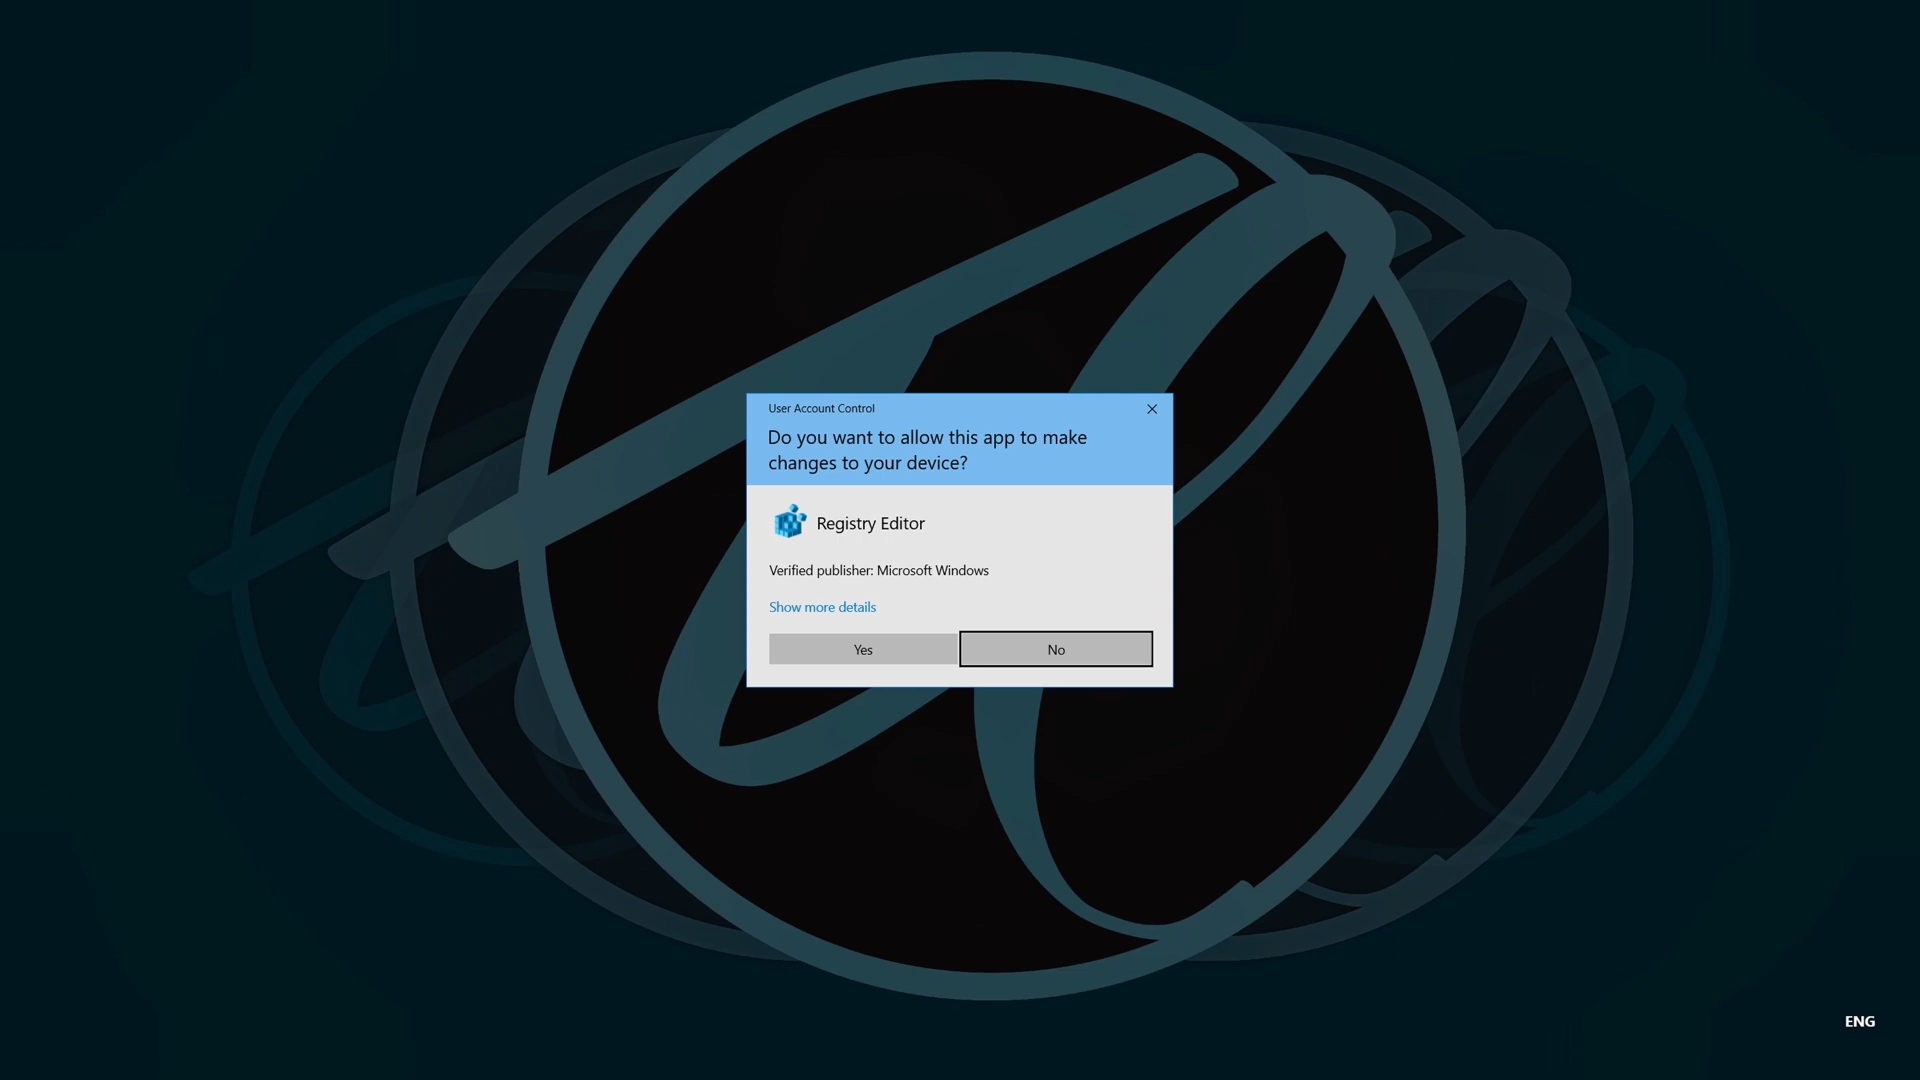 User Account Control
Do you want to allow this app to make
changes to your device?
Registry Editor
Verified publisher: Microsoft Windows
Show more details
Yes
No
ENG